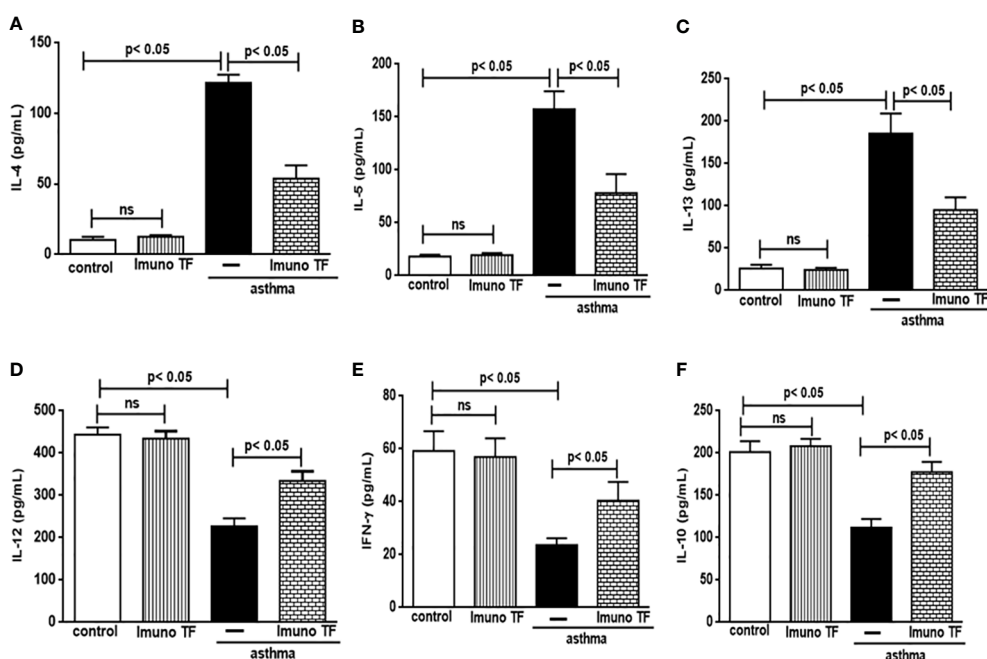 A
IL-4 (pg/mL)
150
100
50
0
p< 0.05
p< 0.05
ns
control
Imuno TF
–
Imuno TF
asthma
B
IL-5 (pg/mL)
200
150
100
50
0
p< 0.05
p< 0.05
ns
control
Imuno TF
–
Imuno TF
asthma
C
IL-13 (pg/mL)
250
200
150
100
50
0
p< 0.05
p< 0.05
ns
control
Imuno TF
–
Imuno TF
asthma
D
IL-12 (pg/mL)
500
400
300
200
100
0
p< 0.05
ns
p< 0.05
control
Imuno TF
–
Imuno TF
asthma
E
IFN-γ (pg/mL)
80
60
40
20
0
p< 0.05
ns
p< 0.05
control
Imuno TF
–
Imuno TF
asthma
F
IL-10 (pg/mL)
250
200
150
100
50
0
p< 0.05
ns
p< 0.05
control
Imuno TF
–
Imuno TF
asthma